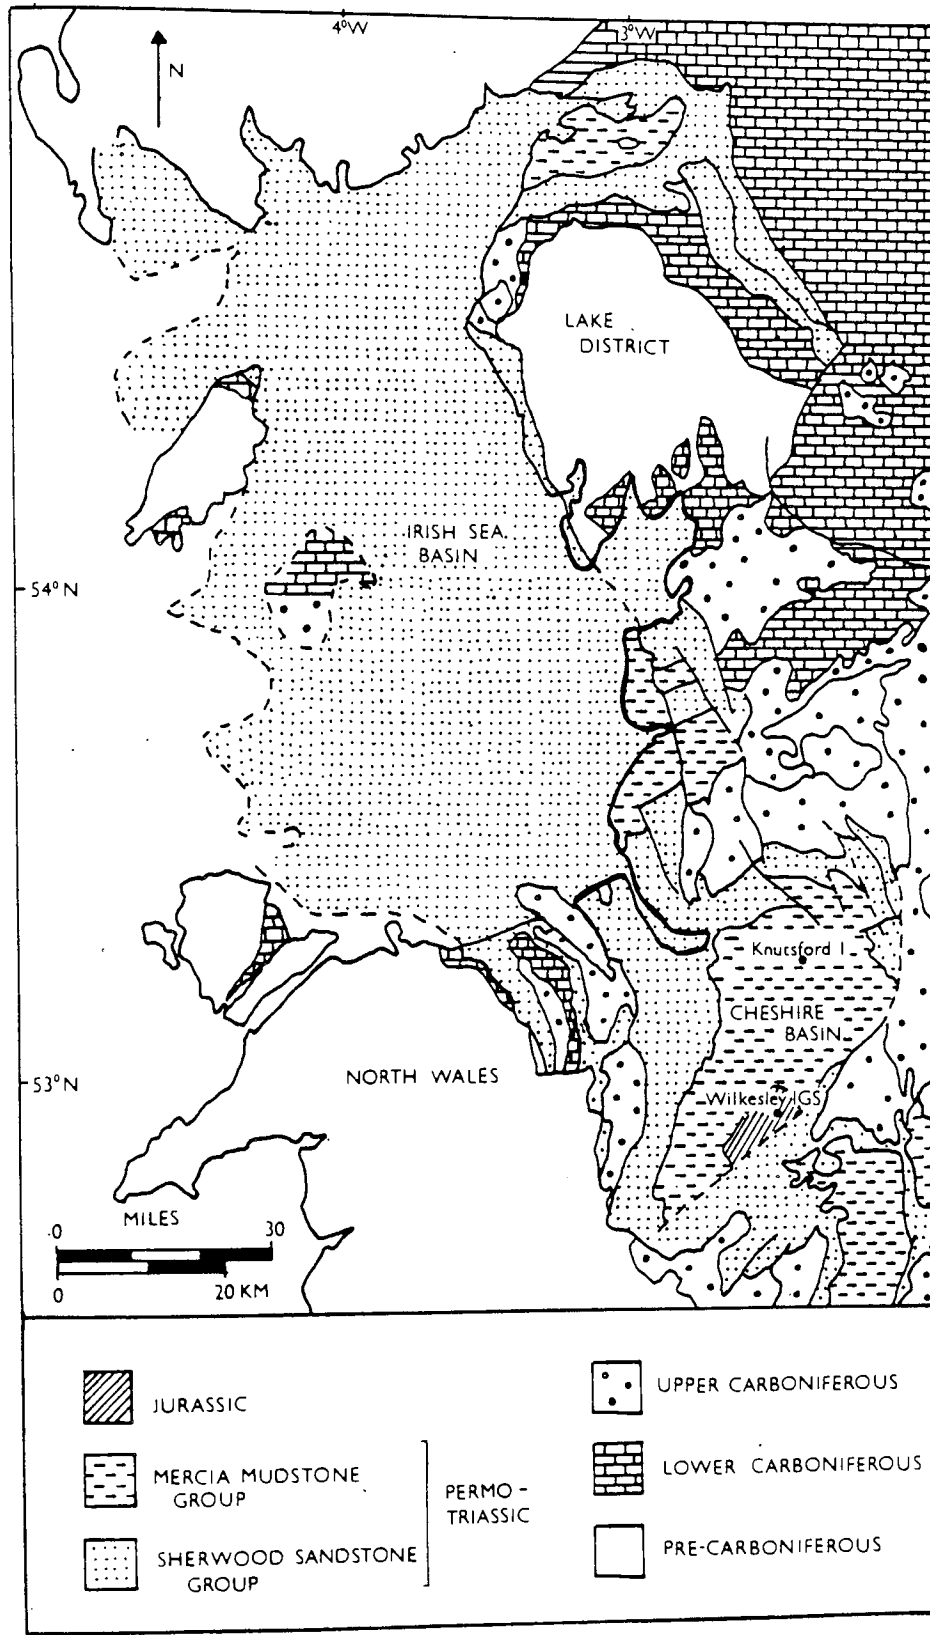 4°W
3°W
N
LAKE
DISTRICT
IRISH SEA
BASIN
54°N
Knutsford 1
CHESHIRE
BASIN
53°N
NORTH WALES
Wilkesley IGS
MILES
0 30
0 20 KM
JURASSIC
MERCIA MUDSTONE
GROUP
SHERWOOD SANDSTONE
GROUP
PERMO-
TRIASSIC
UPPER CARBONIFEROUS
LOWER CARBONIFEROUS
PRE-CARBONIFEROUS